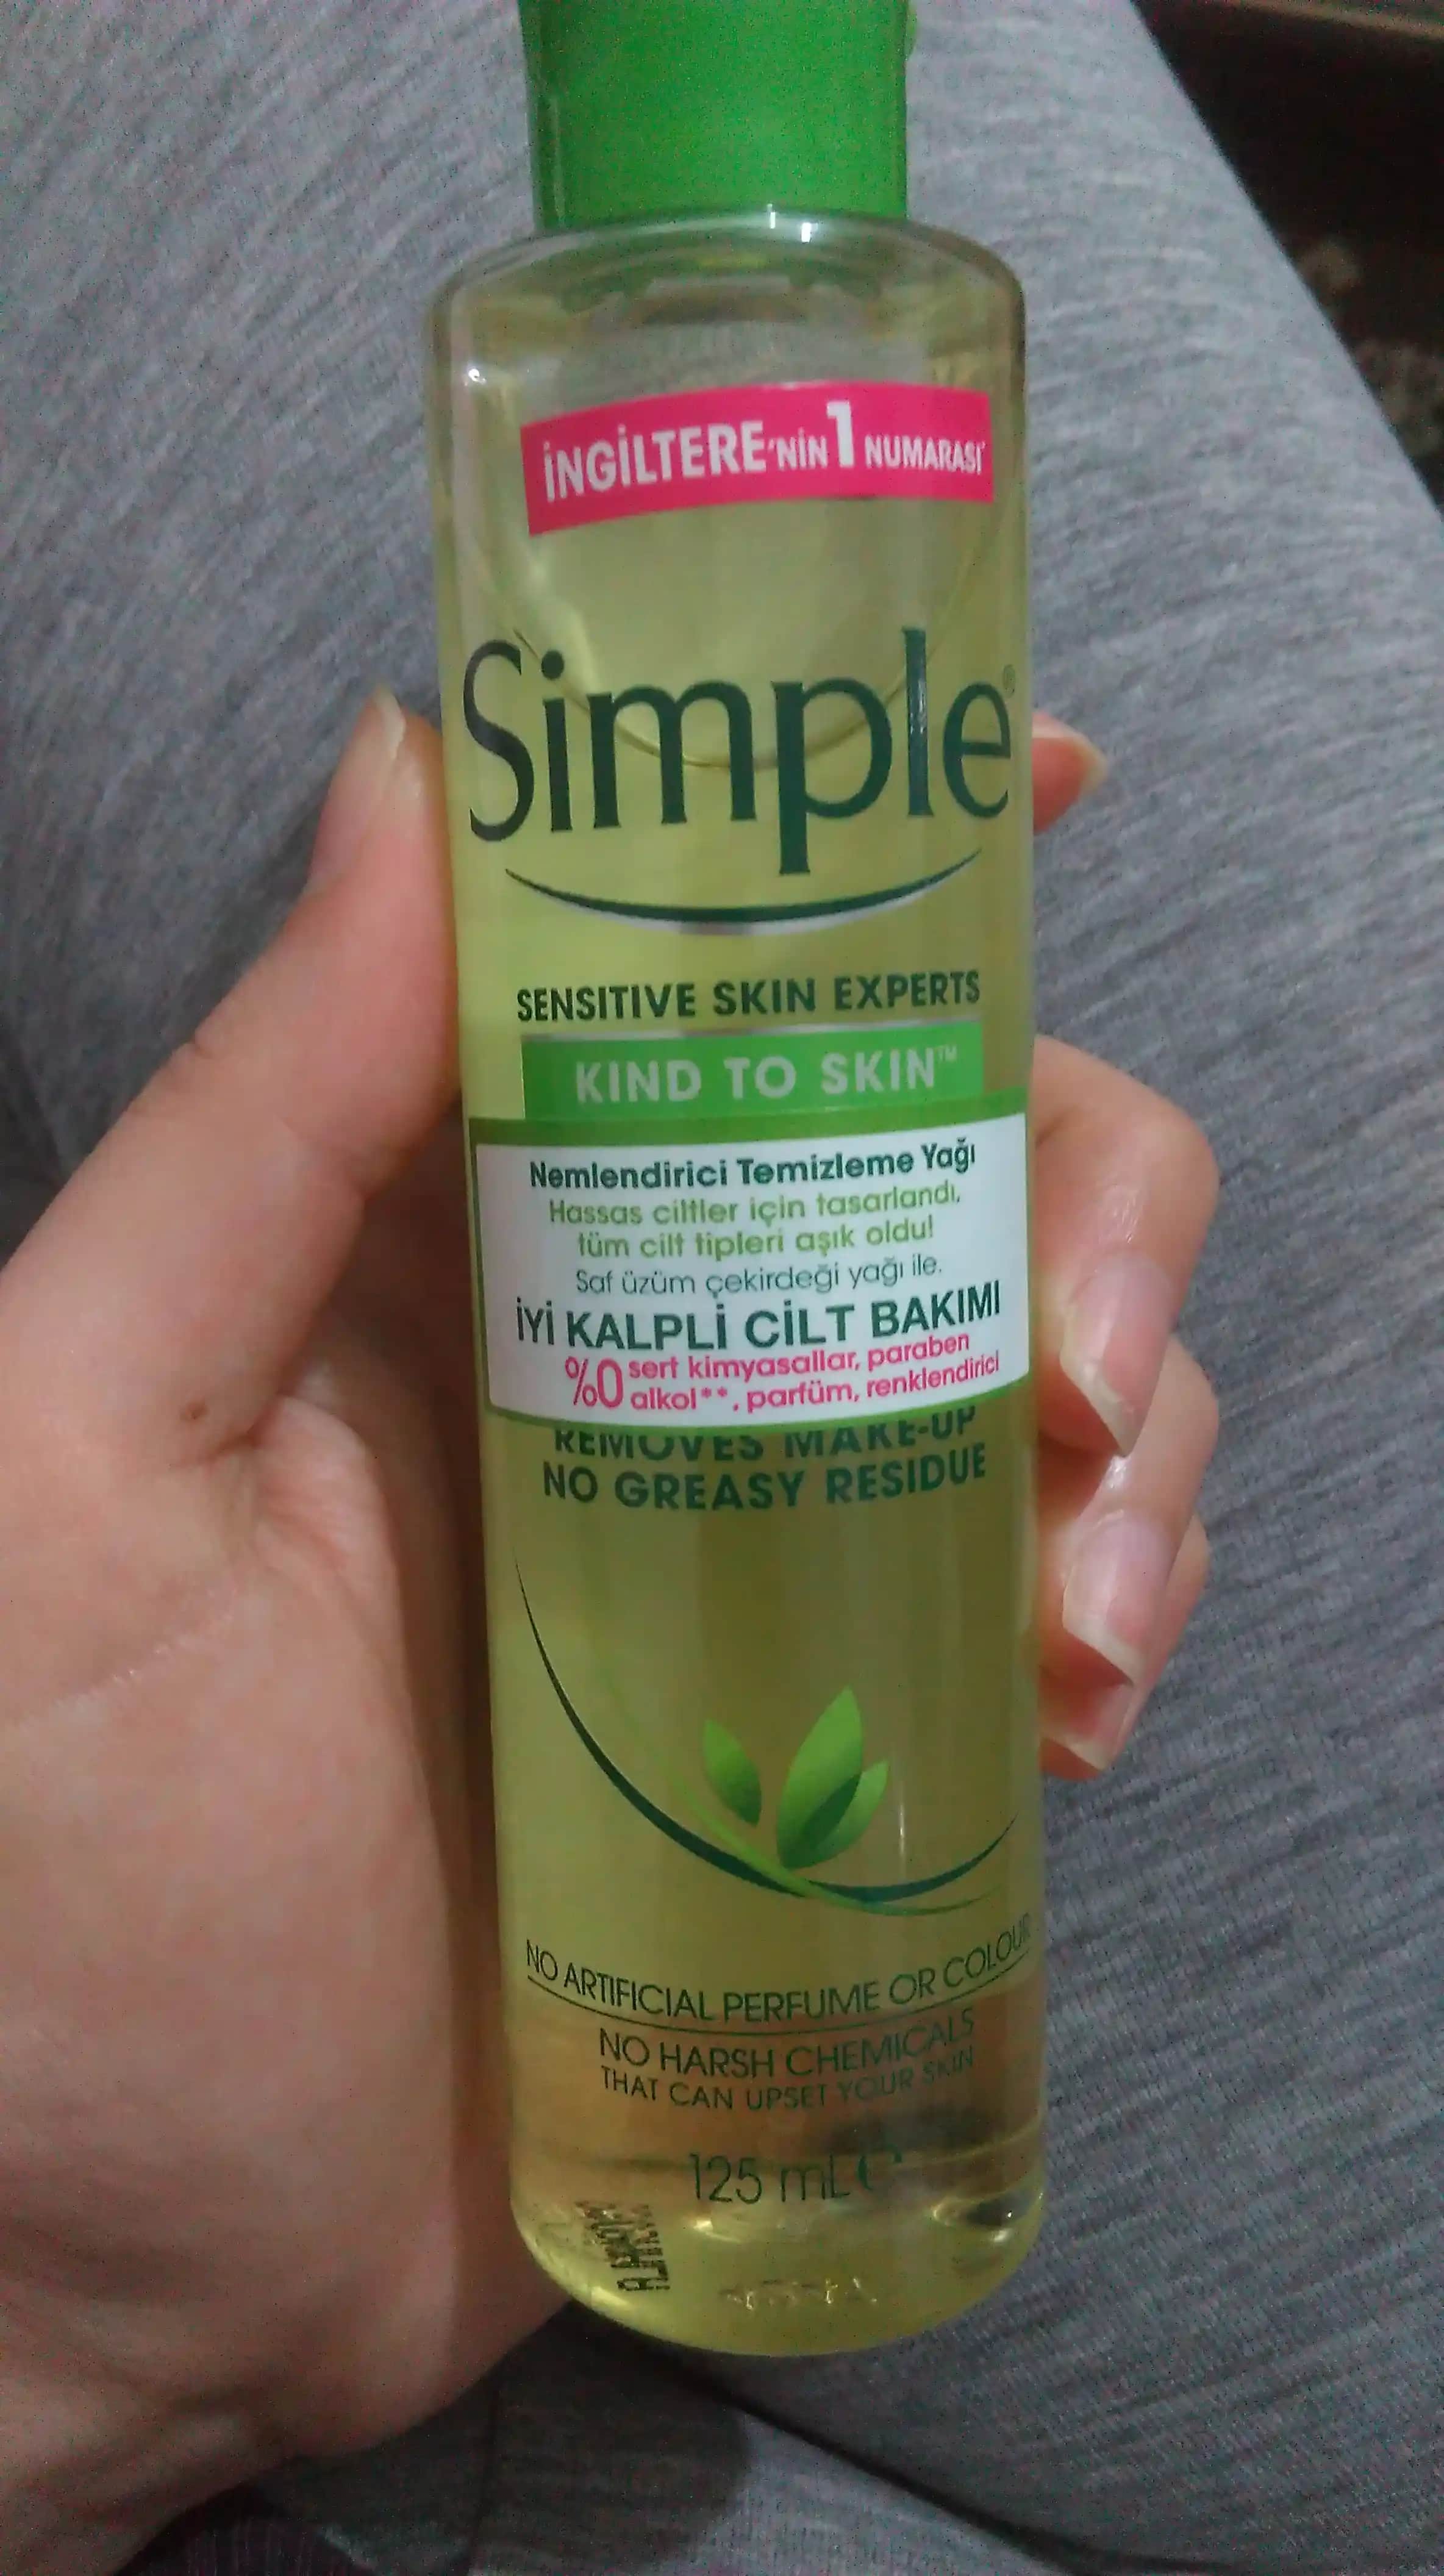 İNGİLTERE'NİN 1 NUMARASI*
Simple®
SENSITIVE SKIN EXPERTS
KIND TO SKIN™
Nemlendirici Temizleme Yağı
Hassas ciltler için tasarlandı,
tüm cilt tipleri aşık oldu!
Saf üzüm çekirdeği yağı ile.
İYİ KALPLİ CİLT BAKIMI
%0 sert kimyasallar, paraben
alkol**, parfüm, renklendirici
REMOVES MAKE-UP
NO GREASY RESIDUE
NO ARTIFICIAL PERFUME OR COLOUR
NO HARSH CHEMICALS
THAT CAN UPSET YOUR SKIN
125 mL ℮